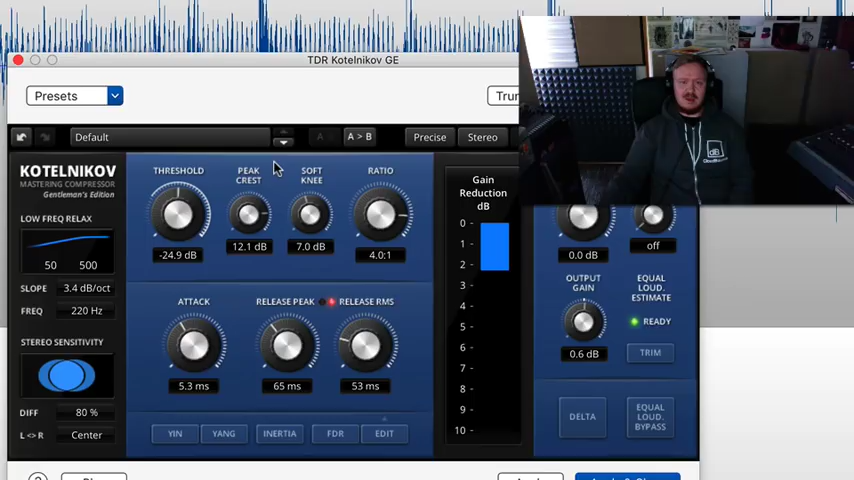 TDR Kotelnikov GE
Presets
Trun
Default
A
A > B
Precise
Stereo
KOTELNIKOV
MASTERING COMPRESSOR
Gentleman's Edition
THRESHOLD
PEAK
CREST
SOFT
KNEE
RATIO
-24.9 dB
12.1 dB
7.0 dB
4.0:1
LOW FREQ RELAX
50 500
SLOPE 3.4 dB/oct
FREQ 220 Hz
ATTACK
RELEASE PEAK
RELEASE RMS
5.3 ms
65 ms
53 ms
STEREO SENSITIVITY
DIFF 80 %
L <> R Center
YIN
YANG
INERTIA
FDR
EDIT
Gain
Reduction
dB
0
1
2
3
4
5
6
7
8
9
10
0.0 dB
off
OUTPUT
GAIN
0.6 dB
EQUAL
LOUD.
ESTIMATE
READY
TRIM
DELTA
EQUAL
LOUD.
BYPASS
dB
?